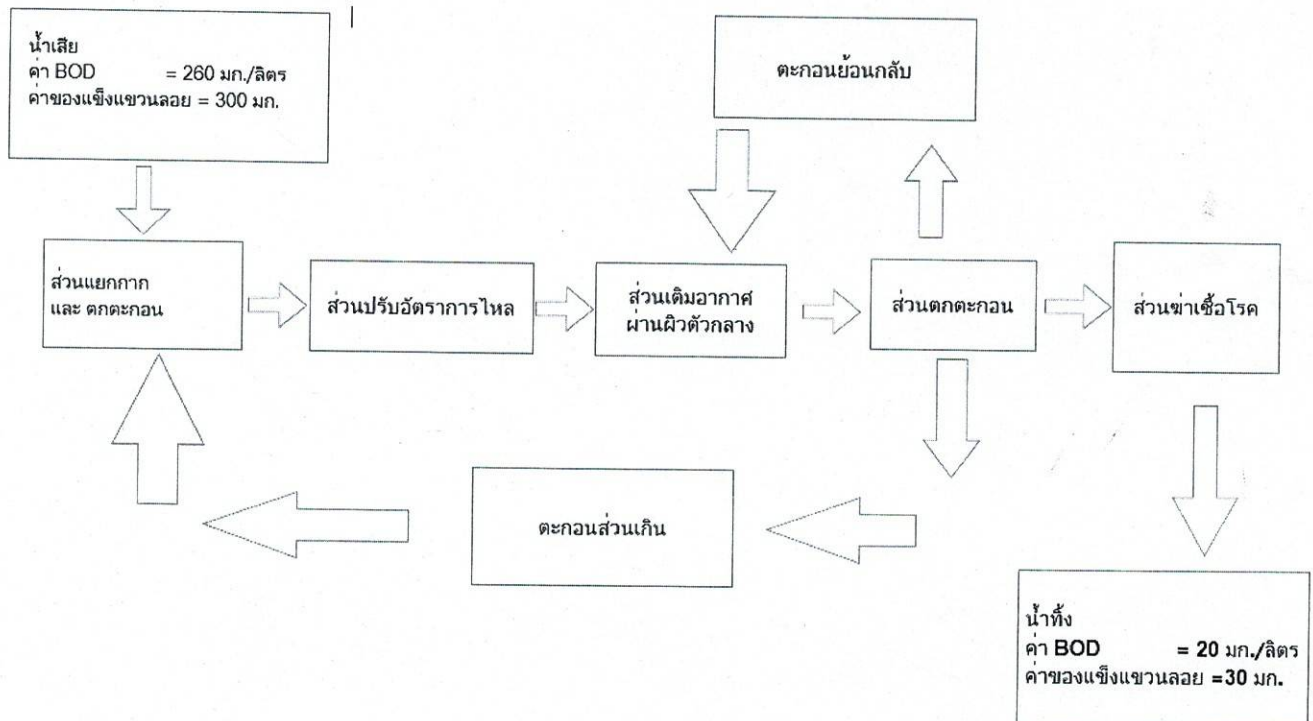 น้ำเสีย
ค่า BOD = 260 มก./ลิตร
ค่าของแข็งแขวนลอย = 300 มก.
ตะกอนย้อนกลับ
ส่วนแยกกาก
และ ตกตะกอน
ส่วนปรับอัตราการไหล
ส่วนเติมอากาศ
ผ่านผิวตัวกลาง
ส่วนตกตะกอน
ส่วนฆ่าเชื้อโรค
ตะกอนส่วนเกิน
น้ำทิ้ง
ค่า BOD = 20 มก./ลิตร
ค่าของแข็งแขวนลอย =30 มก.